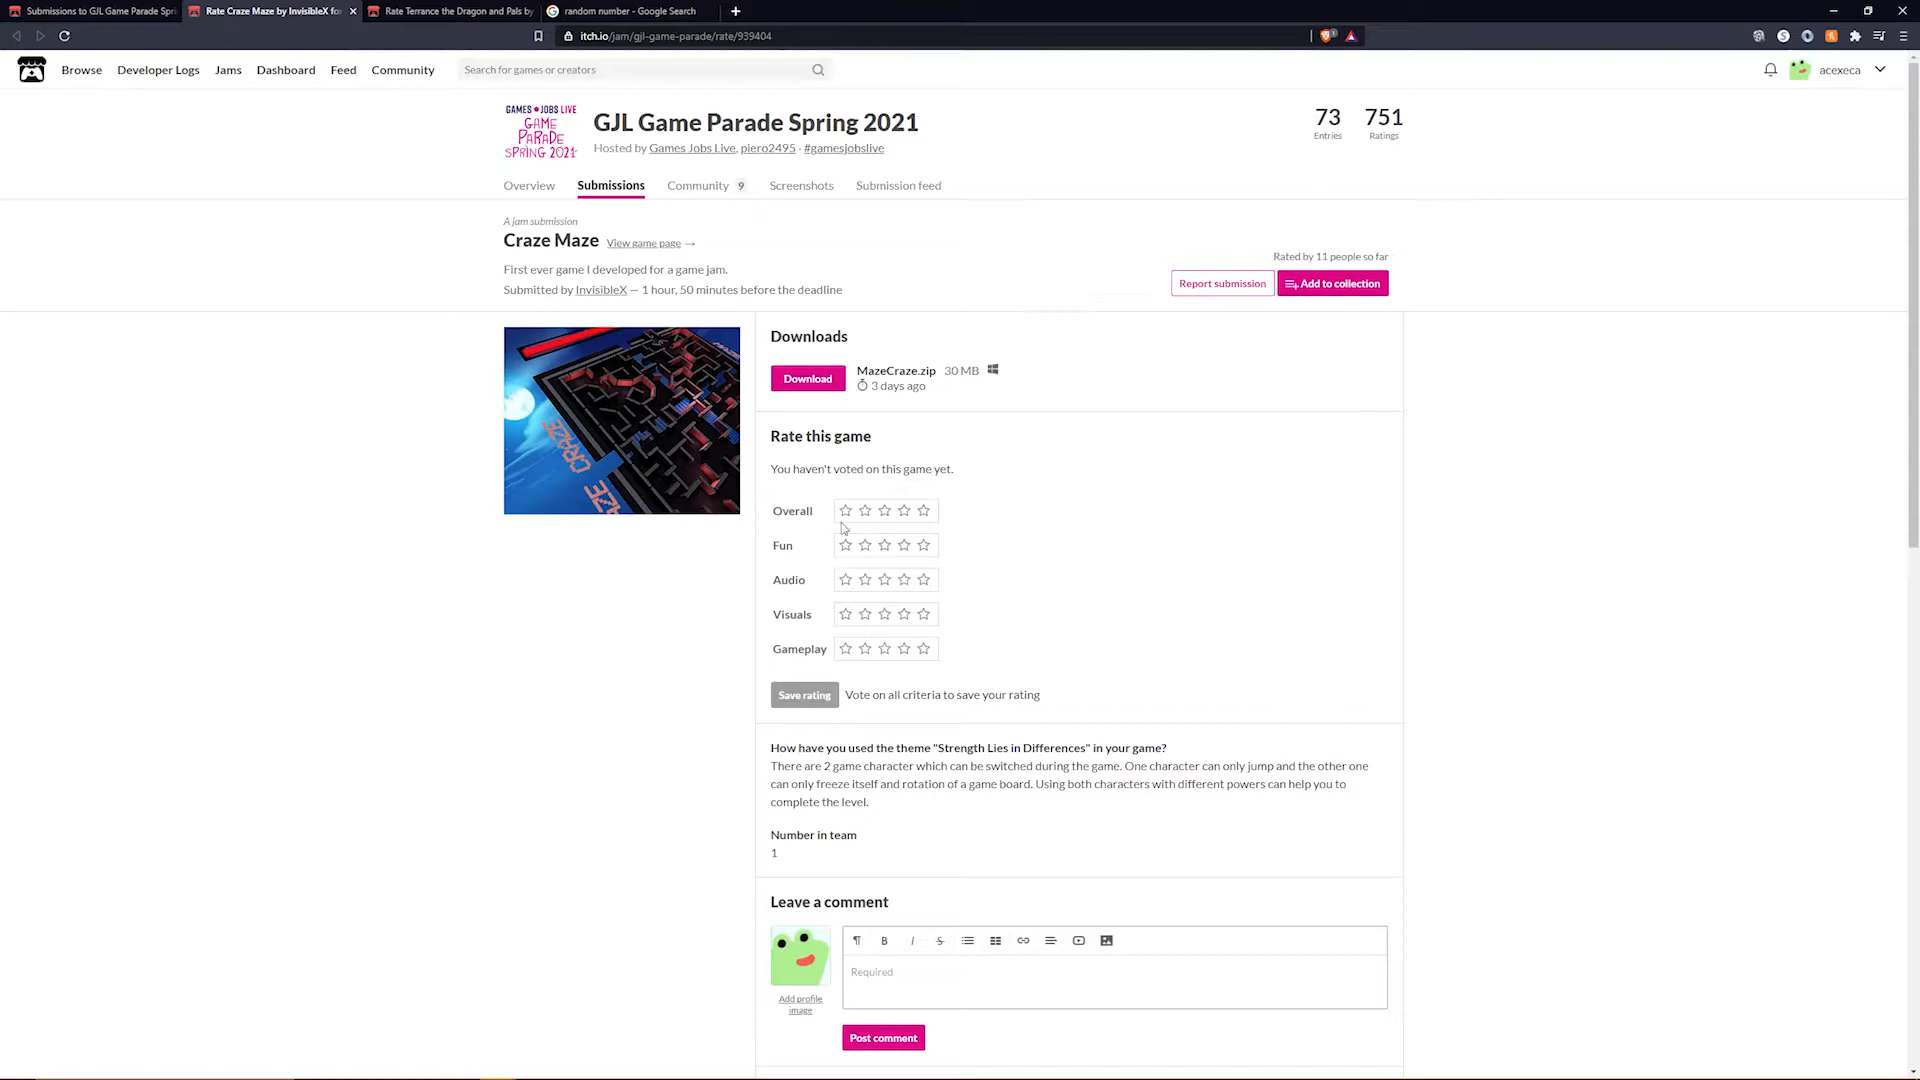 Submissions to GJL Game Parade Spri
Rate Craze Maze by InvisibleX fo
Rate Terrance the Dragon and Pals by
random number - Google Search
itch.io/jam/gjl-game-parade/rate/939404
Browse Developer Logs Jams Dashboard Feed Community
Search for games or creators
acexeca
GAMES JOBS LIVE
GAME
PARADE
SPRING 2021
GJL Game Parade Spring 2021
Hosted by Games Jobs Live, piero2495 · #gamesjobslive
73
Entries
751
Ratings
Overview Submissions Community 9 Screenshots Submission feed
A jam submission
Craze Maze View game page →
First ever game I developed for a game jam.
Submitted by InvisibleX — 1 hour, 50 minutes before the deadline
Rated by 11 people so far
Report submission
Add to collection
CRAZE
Downloads
Download
MazeCraze.zip 30 MB
3 days ago
Rate this game
You haven't voted on this game yet.
Overall
Fun
Audio
Visuals
Gameplay
Save rating Vote on all criteria to save your rating
How have you used the theme "Strength Lies in Differences" in your game?
There are 2 game character which can be switched during the game. One character can only jump and the other one
can only freeze itself and rotation of a game board. Using both characters with different powers can help you to
complete the level.
Number in team
1
Leave a comment
Add profile
image
Required
Post comment